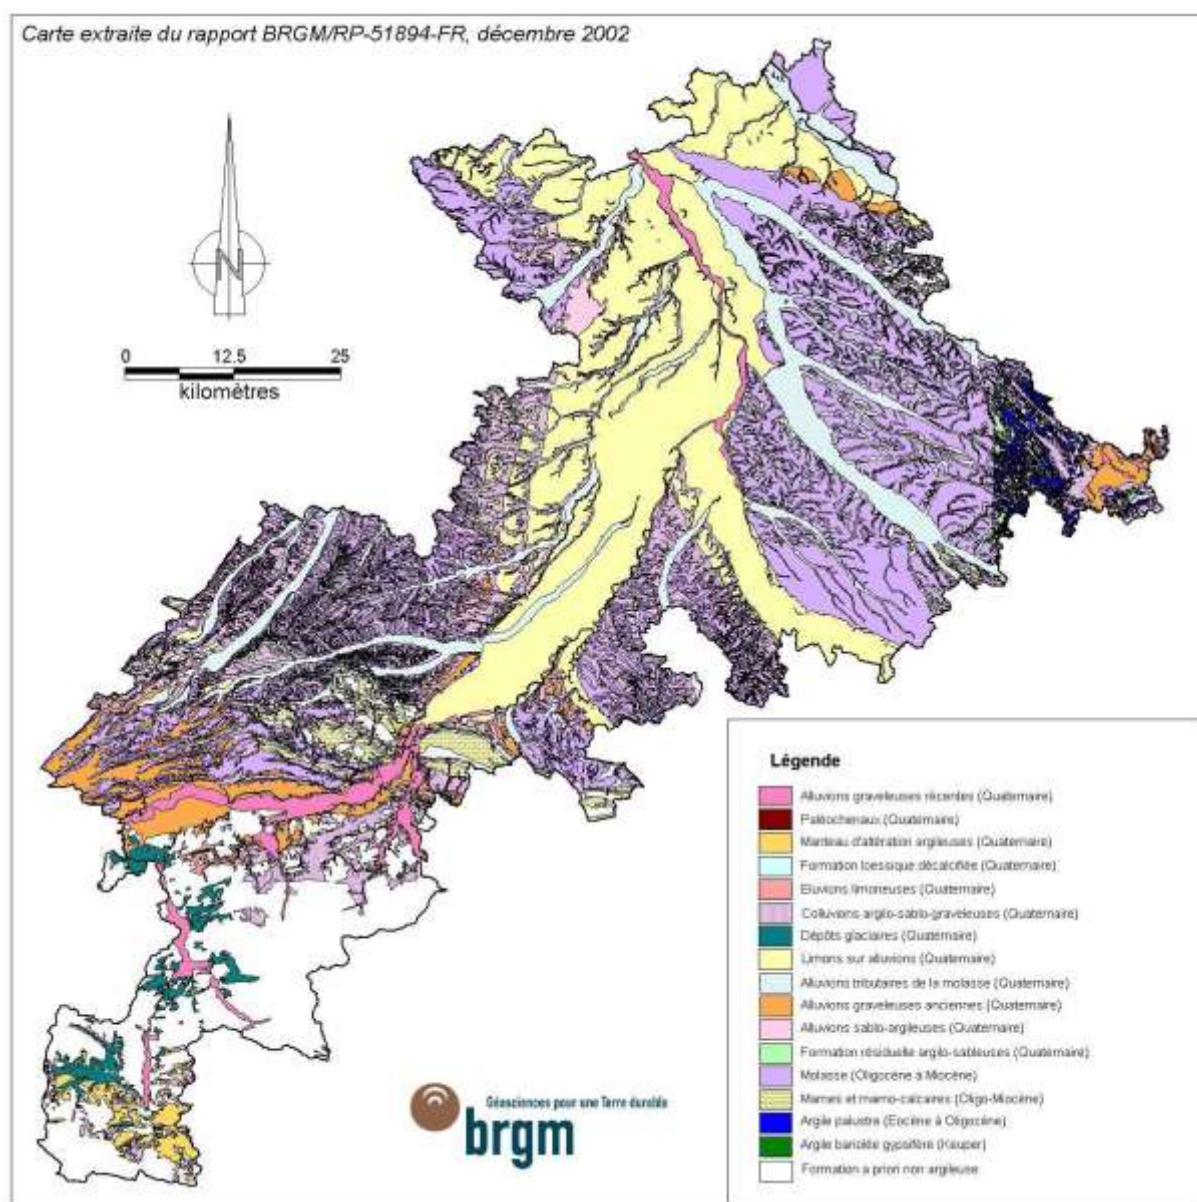 Carte extraite du rapport BRGM/RP-51894-FR, décembre 2002
N
0 12.5 25
kilomètres
Légende
Alluvions graveleuses récentes (Quaternaire)
Paléochenaux (Quaternaire)
Manteau d'altération argileuses (Quaternaire)
Formation loessique décalcifiée (Quaternaire)
Eluvions limoneuses (Quaternaire)
Colluvions argilo-sablo-graveleuses (Quaternaire)
Dépôts glaciaires (Quaternaire)
Limons sur alluvions (Quaternaire)
Alluvions tributaires de la molasse (Quaternaire)
Alluvions graveleuses anciennes (Quaternaire)
Alluvions sablo-argileuses (Quaternaire)
Formation résiduelle argilo-sableuses (Quaternaire)
Molasse (Oligocène à Miocène)
Marnes et marno-calcaires (Oligo-Miocène)
Argile palustre (Eocène à Oligocène)
Argile bariolée gypsifère (Keuper)
Formation a priori non argileuse
Géosciences pour une Terre durable
brgm